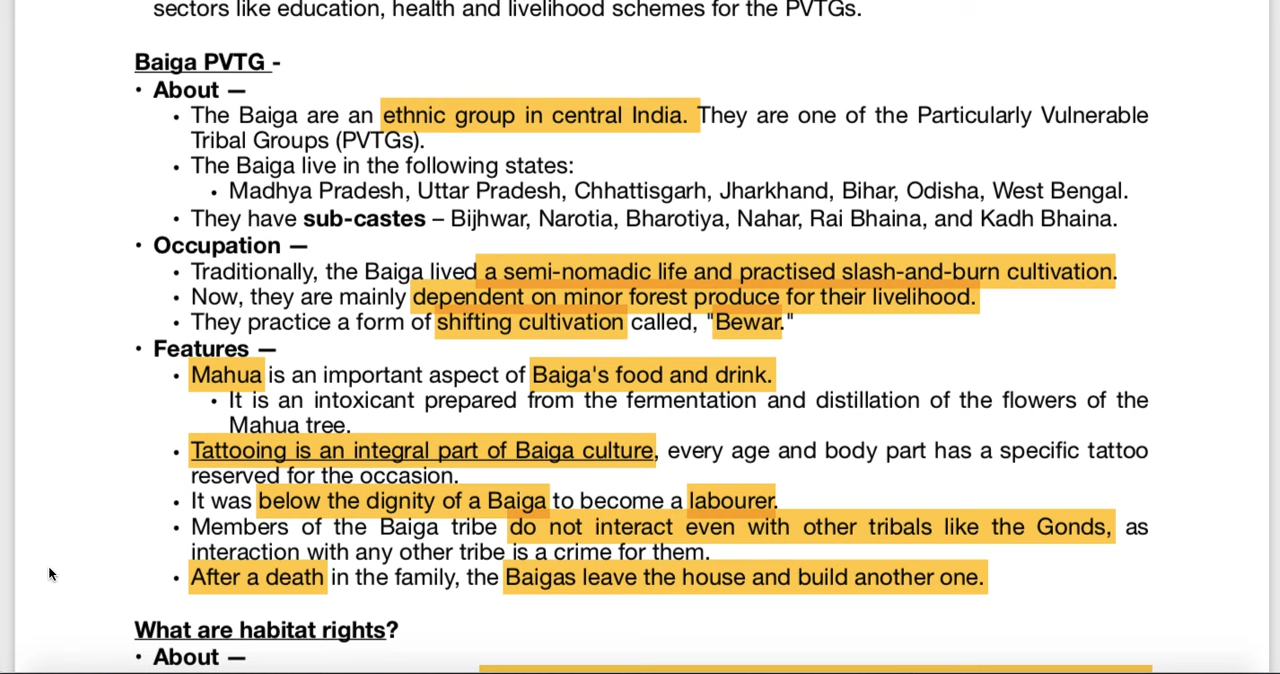 sectors like education, health and livelihood schemes for the PVTGs.
Baiga PVTG -
• About —
• The Baiga are an ethnic group in central India. They are one of the Particularly Vulnerable
Tribal Groups (PVTGs).
• The Baiga live in the following states:
• Madhya Pradesh, Uttar Pradesh, Chhattisgarh, Jharkhand, Bihar, Odisha, West Bengal.
• They have sub-castes – Bijhwar, Narotia, Bharotiya, Nahar, Rai Bhaina, and Kadh Bhaina.
• Occupation —
• Traditionally, the Baiga lived a semi-nomadic life and practised slash-and-burn cultivation.
• Now, they are mainly dependent on minor forest produce for their livelihood.
• They practice a form of shifting cultivation called, "Bewar."
• Features —
• Mahua is an important aspect of Baiga's food and drink.
• It is an intoxicant prepared from the fermentation and distillation of the flowers of the
Mahua tree.
• Tattooing is an integral part of Baiga culture, every age and body part has a specific tattoo
reserved for the occasion.
• It was below the dignity of a Baiga to become a labourer.
• Members of the Baiga tribe do not interact even with other tribals like the Gonds, as
interaction with any other tribe is a crime for them.
• After a death in the family, the Baigas leave the house and build another one.
What are habitat rights?
• About —